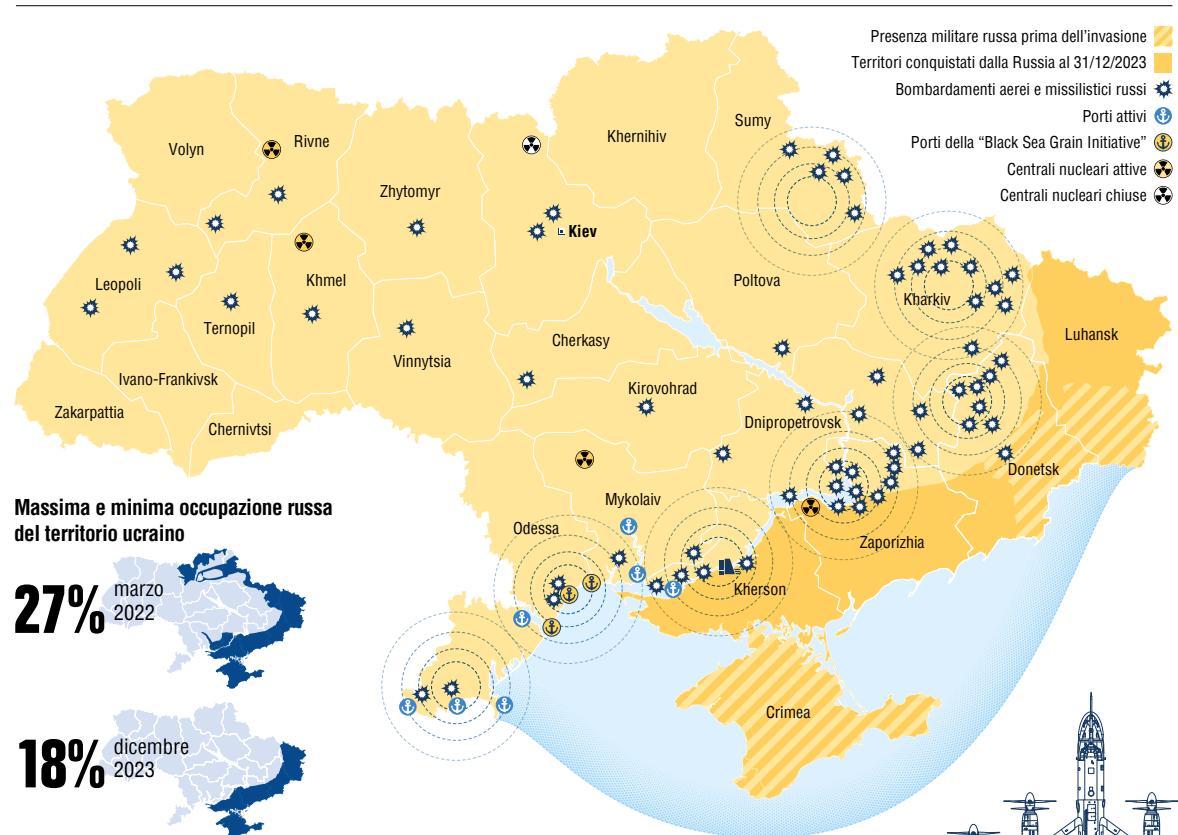 Presenza militare russa prima dell’invasione
Territori conquistati dalla Russia al 31/12/2023
Bombardamenti aerei e missilistici russi
Porti attivi
Porti della “Black Sea Grain Initiative”
Centrali nucleari attive
Centrali nucleari chiuse
Volyn
Rivne
Zhytomyr
Khernihiv
Sumy
Kiev
Leopoli
Ternopil
Khmel
Poltova
Kharkiv
Luhansk
Ivano-Frankivsk
Vinnytsia
Cherkasy
Zakarpattia
Chernivtsi
Kirovohrad
Dnipropetrovsk
Donetsk
Mykolaiv
Odessa
Zaporizhia
Kherson
Crimea
Massima e minima occupazione russa
del territorio ucraino
27%
marzo
2022
18%
dicembre
2023